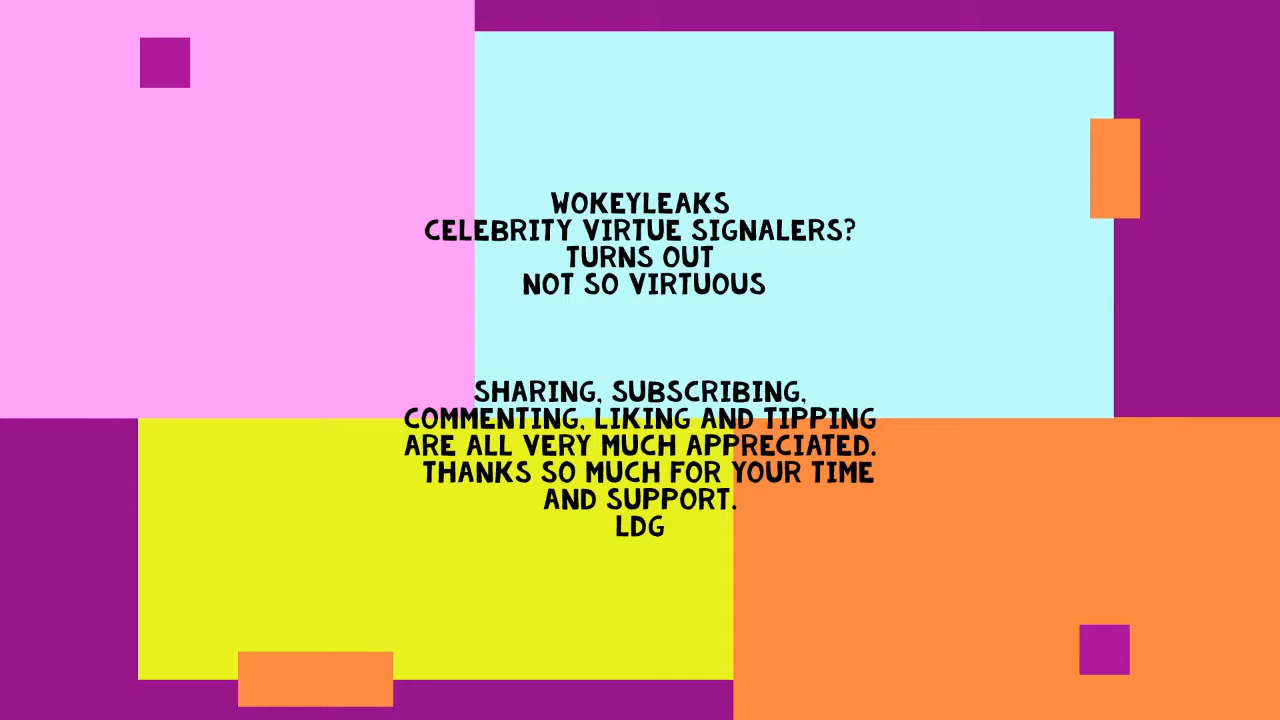 WOKEYLEAKS
CELEBRITY VIRTUE SIGNALERS?
TURNS OUT
NOT SO VIRTUOUS
SHARING, SUBSCRIBING,
COMMENTING, LIKING AND TIPPING
ARE ALL VERY MUCH APPRECIATED.
THANKS SO MUCH FOR YOUR TIME
AND SUPPORT.
LDG